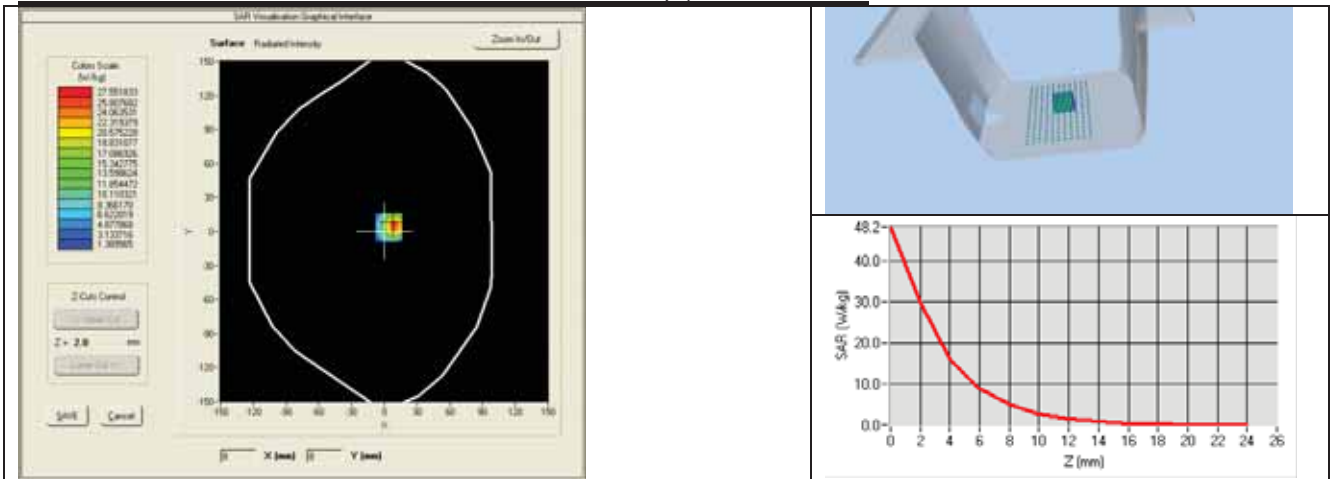 SAR Visualisation Graphical Interface
Surface Radiated Intensity
Zoom In/Out
Colors Scale
(W/kg)
27.551833
25.807682
24.063531
22.319379
20.575228
18.831077
17.086926
15.342775
13.598624
11.854472
10.110321
8.366170
6.622019
4.877868
3.133716
1.389565
150
120
90
60
30
Y 0
-30
-60
-90
-120
-150
-150 -120 -90 -60 -30 0 30 60 90 120 150
X
Z Cuts Control
Z = 2.0 mm
SAVE Cancel
0 X (mm) 0 Y (mm)
SAR (W/kg)
48.2
40.0
30.0
20.0
10.0
0.0
0 2 4 6 8 10 12 14 16 18 20 22 24 26
Z (mm)